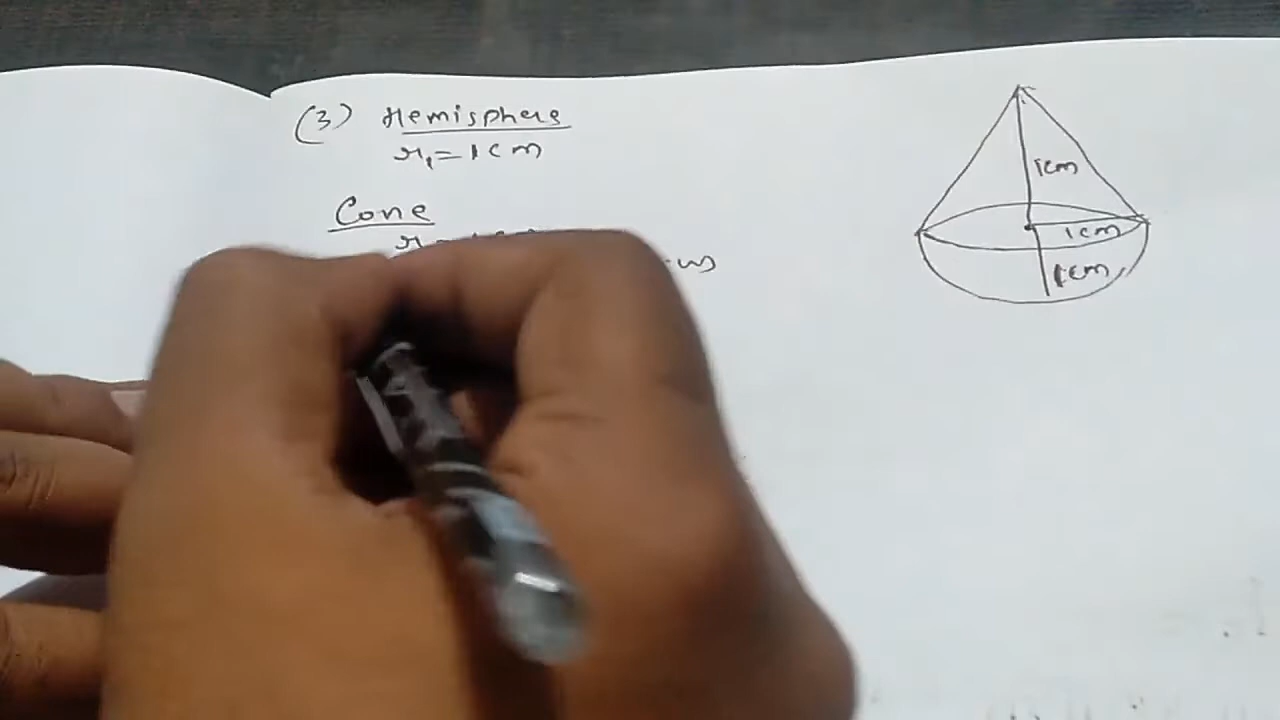 (3) Hemisphere
r₁ = 1cm
Cone
1cm
1cm
1cm